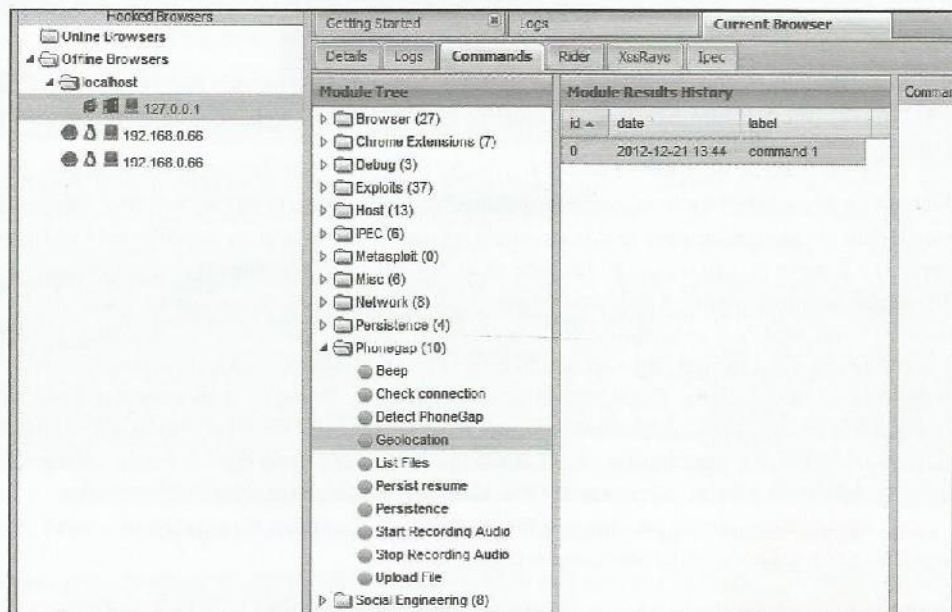 Hooked Browsers
Online Browsers
Offline Browsers
localhost
127.0.0.1
192.168.0.66
192.168.0.66
Getting Started
Logs
Current Browser
Details
Logs
Commands
Rider
XssRays
Ipec
Module Tree
Browser (27)
Chrome Extensions (7)
Debug (3)
Exploits (37)
Host (13)
IPEC (6)
Metasploit (0)
Misc (6)
Network (8)
Persistence (4)
Phonegap (10)
Beep
Check connection
Detect PhoneGap
Geolocation
List Files
Persist resume
Persistence
Start Recording Audio
Stop Recording Audio
Upload File
Social Engineering (8)
Module Results History
id date label
0 2012-12-21 13:44 command 1